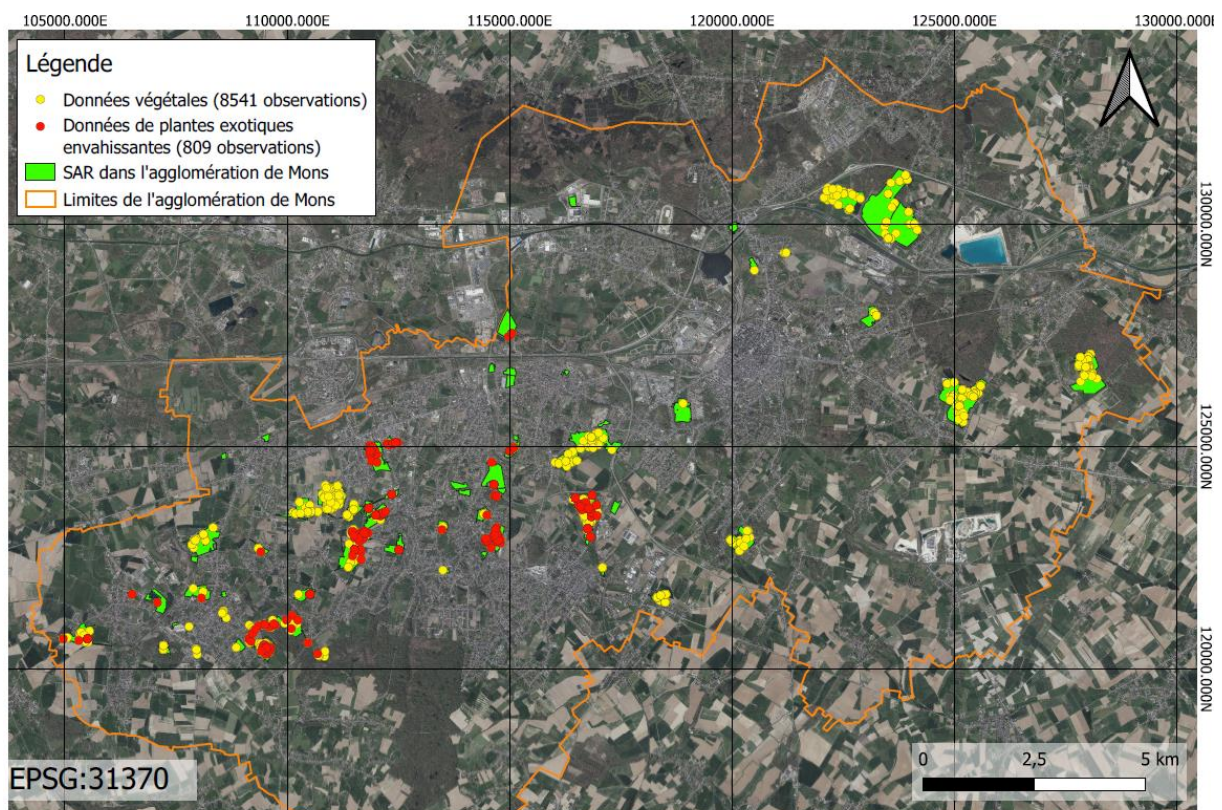 105000.000E 110000.000E 115000.000E 120000.000E 125000.000E 130000.000E
Légende
Données végétales (8541 observations)
Données de plantes exotiques
envahissantes (809 observations)
SAR dans l'agglomération de Mons
Limites de l'agglomération de Mons
130000.000N
125000.000N
120000.000N
0 2,5 5 km
EPSG:31370